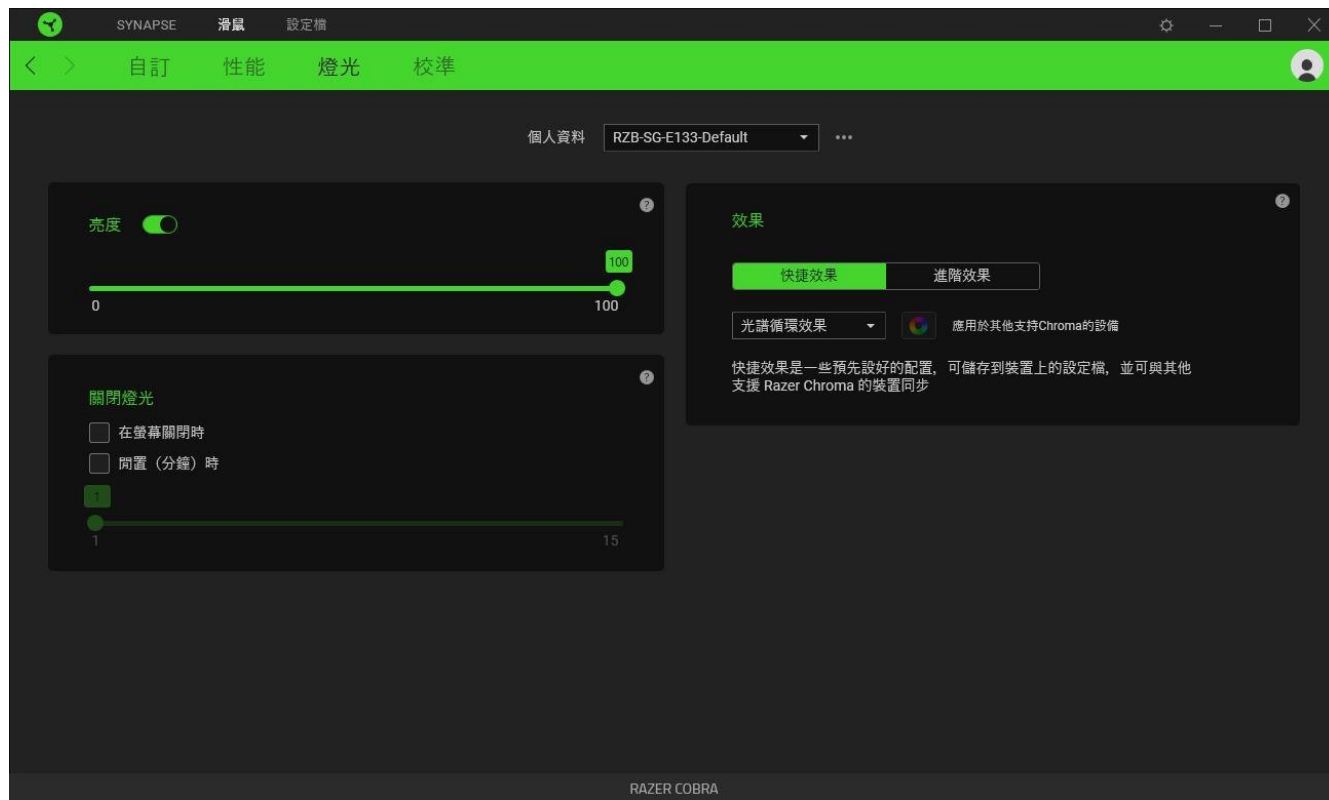 SYNAPSE 滑鼠 設定檔
自訂 性能 燈光 校準
個人資料 RZB-SG-E133-Default
亮度
100
0 100
關閉燈光
在螢幕關閉時
閒置（分鐘）時
1
1 15
效果
快捷效果 進階效果
光譜循環效果 應用於其他支持Chroma的設備
快捷效果是一些預先設好的配置，可儲存到裝置上的設定檔，並可與其他
支援 Razer Chroma 的裝置同步
RAZER COBRA